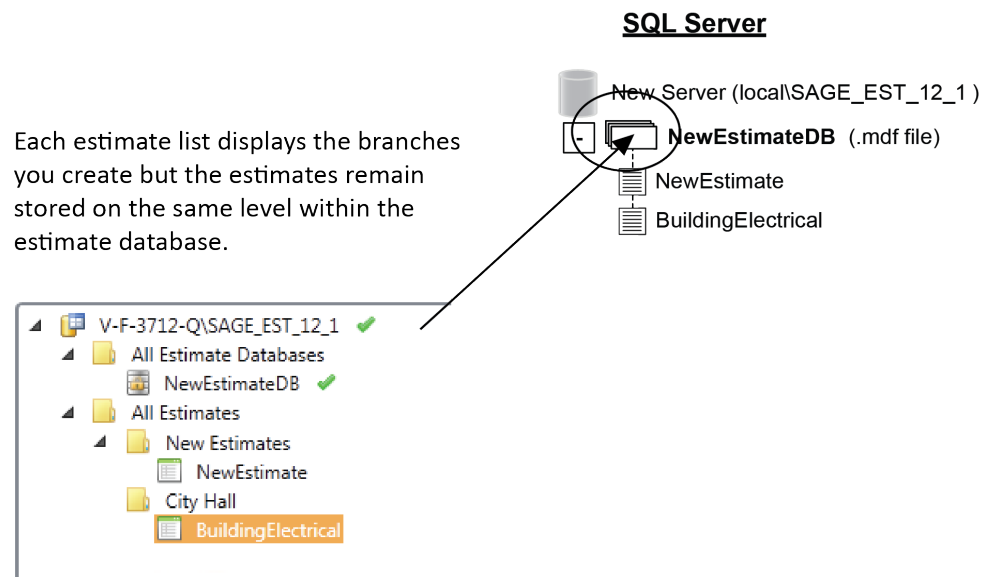 SQL Server
New Server (local\SAGE_EST_12_1 )
- NewEstimateDB (.mdf file)
NewEstimate
BuildingElectrical
Each estimate list displays the branches
you create but the estimates remain
stored on the same level within the
estimate database.
V-F-3712-Q\SAGE_EST_12_1
All Estimate Databases
NewEstimateDB
All Estimates
New Estimates
NewEstimate
City Hall
BuildingElectrical